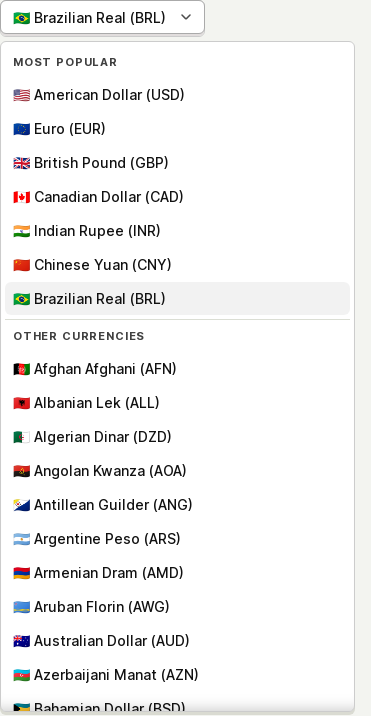 Brazilian Real (BRL)
MOST POPULAR
American Dollar (USD)
Euro (EUR)
British Pound (GBP)
Canadian Dollar (CAD)
Indian Rupee (INR)
Chinese Yuan (CNY)
Brazilian Real (BRL)
OTHER CURRENCIES
Afghan Afghani (AFN)
Albanian Lek (ALL)
Algerian Dinar (DZD)
Angolan Kwanza (AOA)
Antillean Guilder (ANG)
Argentine Peso (ARS)
Armenian Dram (AMD)
Aruban Florin (AWG)
Australian Dollar (AUD)
Azerbaijani Manat (AZN)
Bahamian Dollar (BSD)